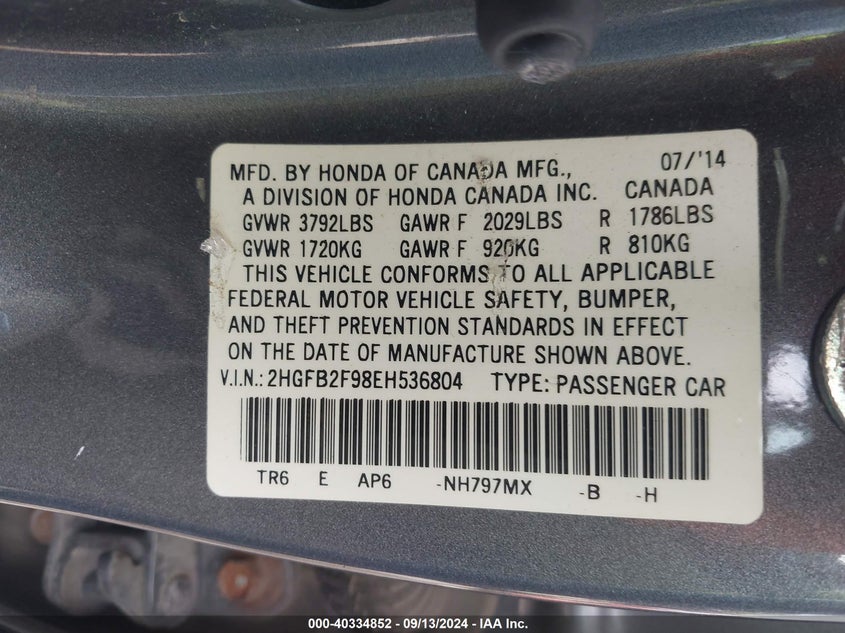 MFD. BY HONDA OF CANADA MFG., 07/'14
A DIVISION OF HONDA CANADA INC. CANADA
GVWR 3792LBS GAWR F 2029LBS R 1786LBS
GVWR 1720KG GAWR F 920KG R 810KG
THIS VEHICLE CONFORMS TO ALL APPLICABLE
FEDERAL MOTOR VEHICLE SAFETY, BUMPER,
AND THEFT PREVENTION STANDARDS IN EFFECT
ON THE DATE OF MANUFACTURE SHOWN ABOVE.
V.I.N.: 2HGFB2F98EH536804 TYPE: PASSENGER CAR
TR6 E AP6 -NH797MX -B -H
000-40334852 - 09/13/2024 - IAA Inc.